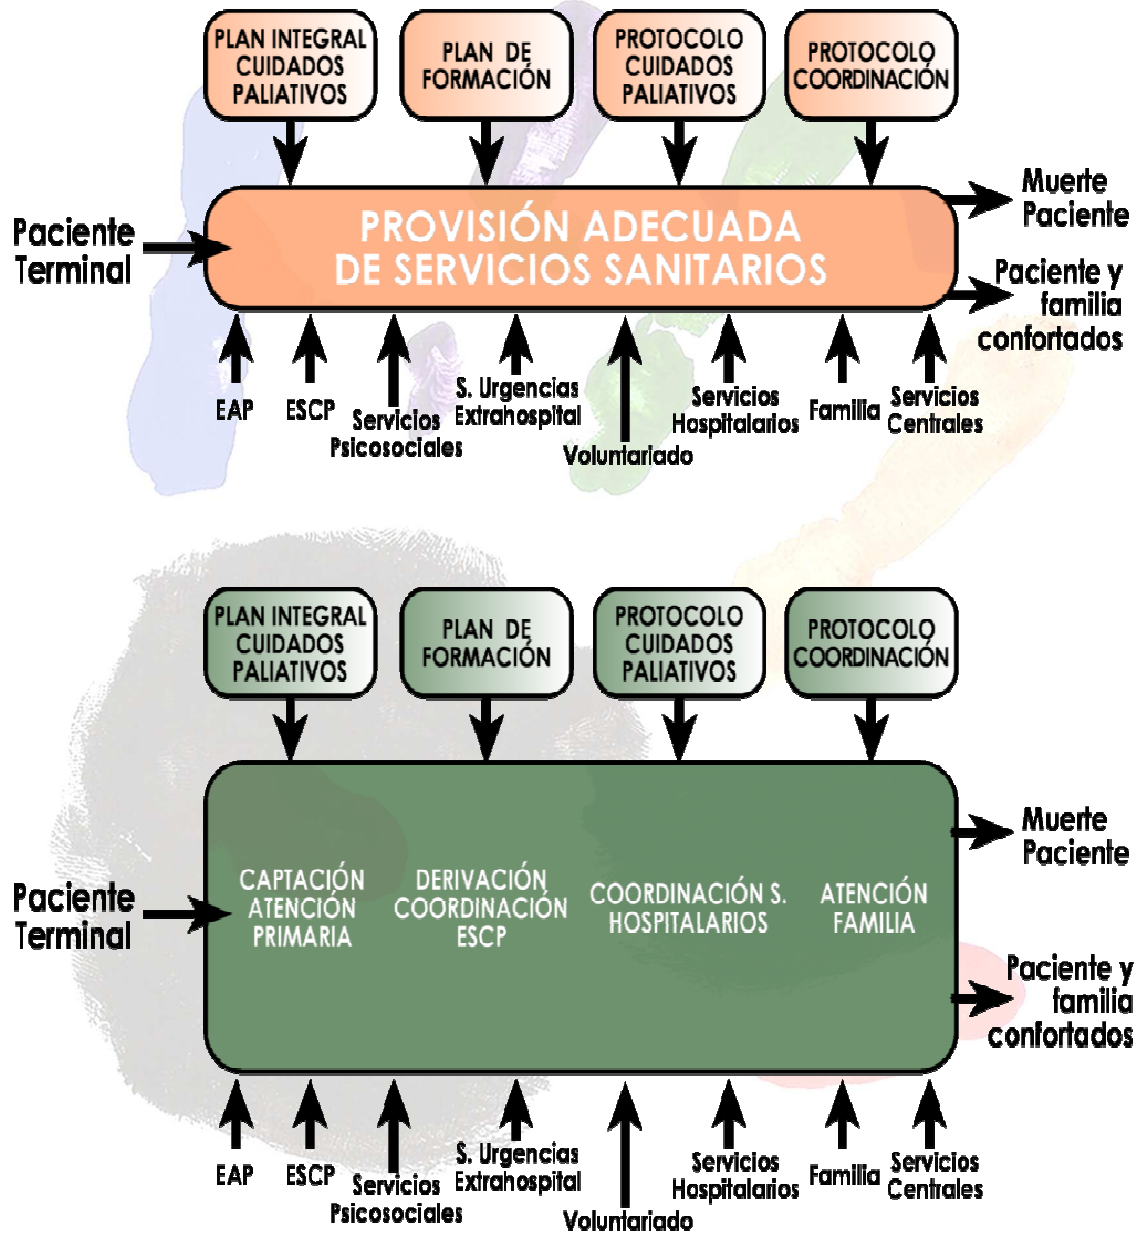 PLAN INTEGRAL
CUIDADOS
PALIATIVOS
PLAN DE
FORMACIÓN
PROTOCOLO
CUIDADOS
PALIATIVOS
PROTOCOLO
COORDINACIÓN
Paciente
Terminal
PROVISIÓN ADECUADA
DE SERVICIOS SANITARIOS
Muerte
Paciente
Paciente y
familia
confortados
EAP
ESCP
Servicios
Psicosociales
S. Urgencias
Extrahospital
Voluntariado
Servicios
Hospitalarios
Familia
Servicios
Centrales
PLAN INTEGRAL
CUIDADOS
PALIATIVOS
PLAN DE
FORMACIÓN
PROTOCOLO
CUIDADOS
PALIATIVOS
PROTOCOLO
COORDINACIÓN
Paciente
Terminal
CAPTACIÓN
ATENCIÓN
PRIMARIA
DERIVACIÓN
COORDINACIÓN
ESCP
COORDINACIÓN S.
HOSPITALARIOS
ATENCIÓN
FAMILIA
Muerte
Paciente
Paciente y
familia
confortados
EAP
ESCP
Servicios
Psicosociales
S. Urgencias
Extrahospital
Voluntariado
Servicios
Hospitalarios
Familia
Servicios
Centrales